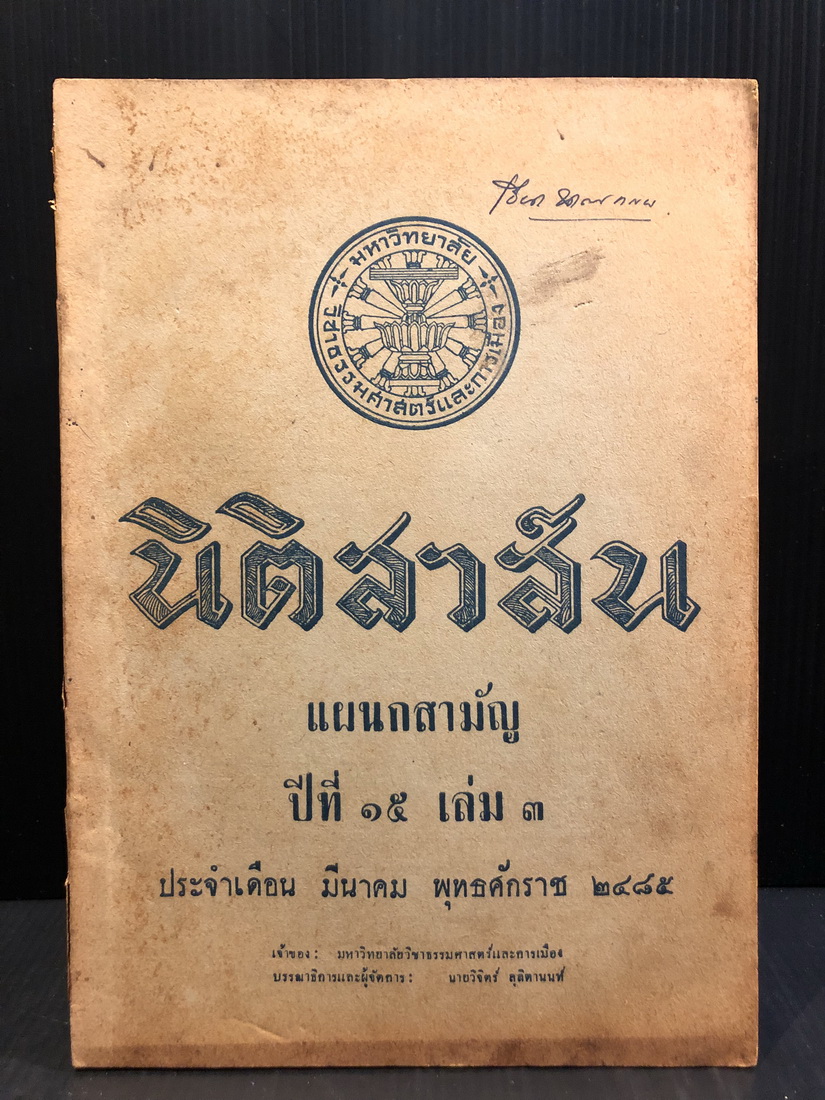 มหาวิทยาลัย
วิชาธรรมศาสตร์และการเมือง
นิติสาส์น
แผนกสามัญ
ปีที่ ๑๕ เล่ม ๓
ประจำเดือน มีนาคม พุทธศักราช ๒๔๘๕
เจ้าของ: มหาวิทยาลัยวิชาธรรมศาสตร์และการเมือง
บรรณาธิการและผู้จัดการ: นายวิจิตร์ ลุลิตานนท์